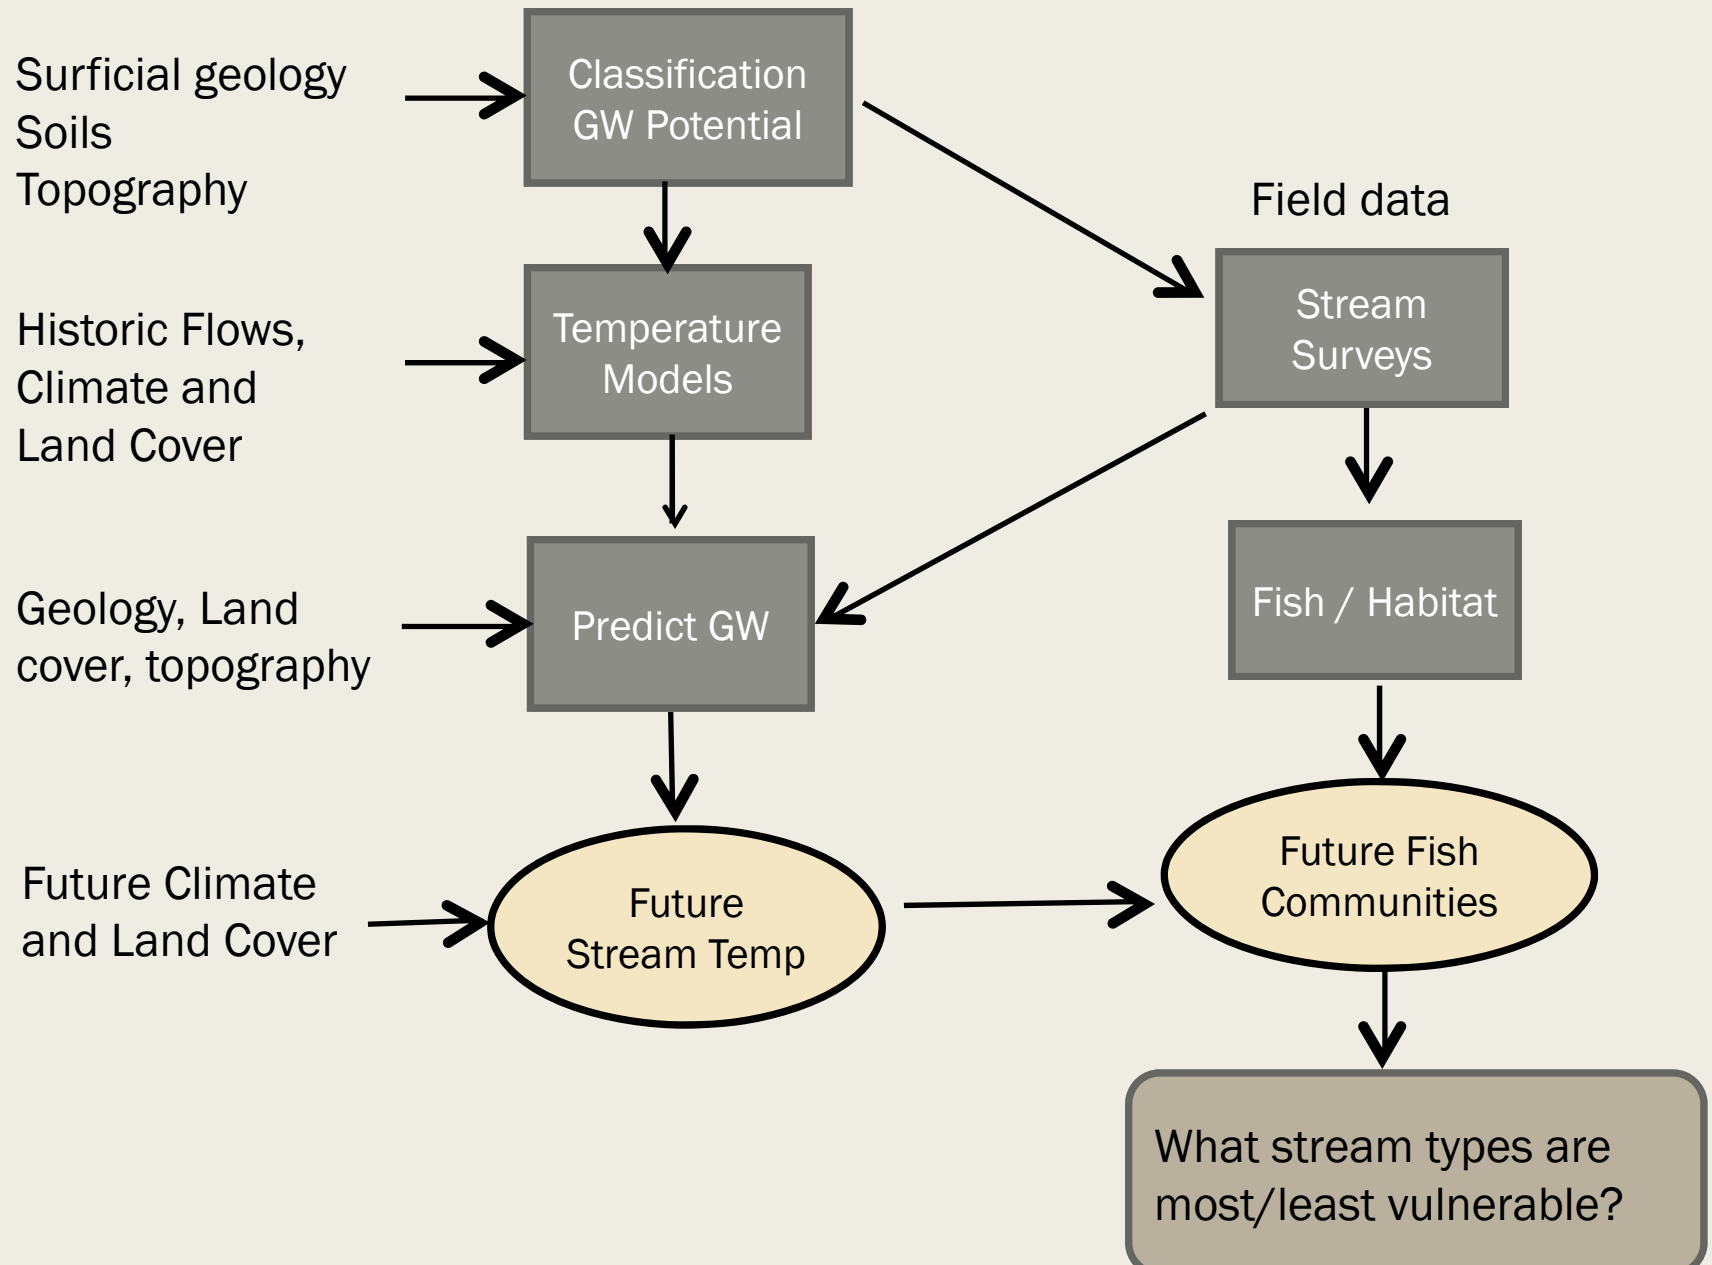 Surficial geology
Soils
Topography
Classification
GW Potential
Field data
Historic Flows,
Climate and
Land Cover
Temperature
Models
Stream
Surveys
Geology, Land
cover, topography
Predict GW
Fish / Habitat
Future Climate
and Land Cover
Future
Stream Temp
Future Fish
Communities
What stream types are
most/least vulnerable?